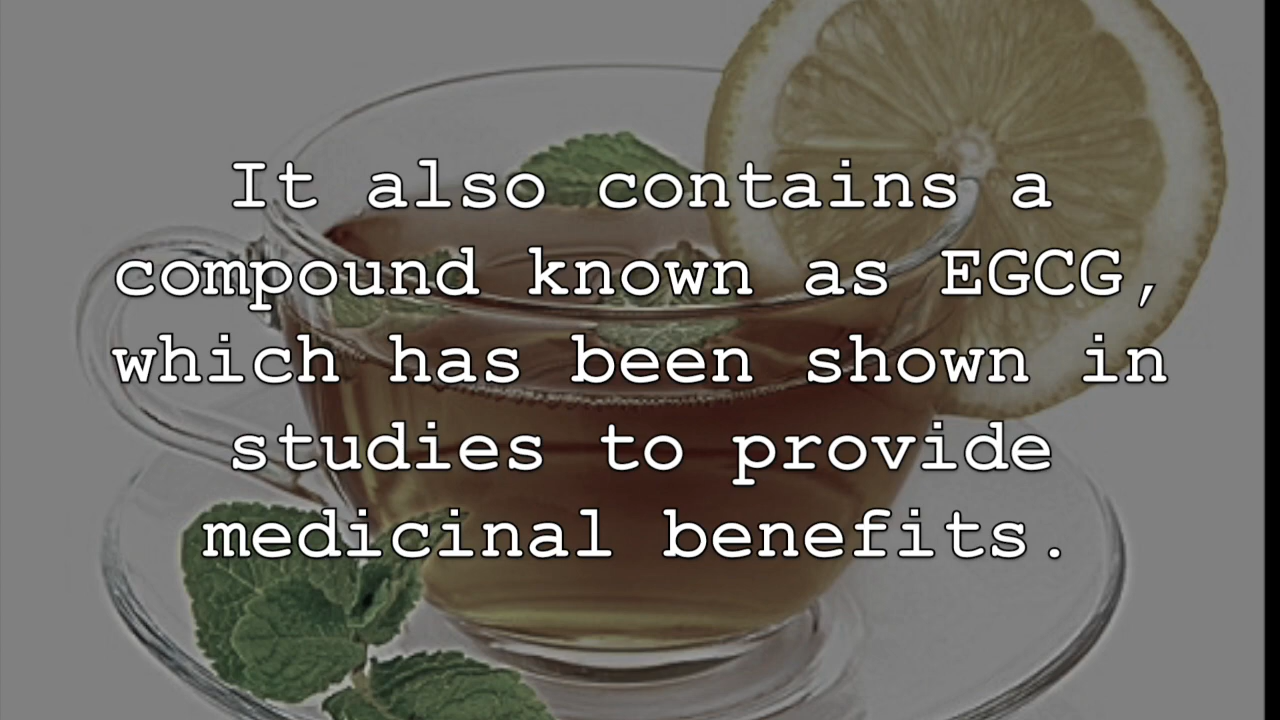 It also contains a
compound known as EGCG,
which has been shown in
studies to provide
medicinal benefits.